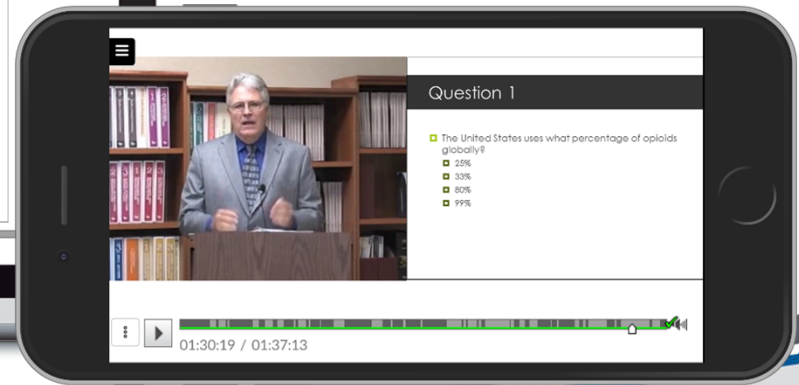 Question 1
The United States uses what percentage of opioids
globally?
25%
33%
80%
99%
01:30:19 / 01:37:13